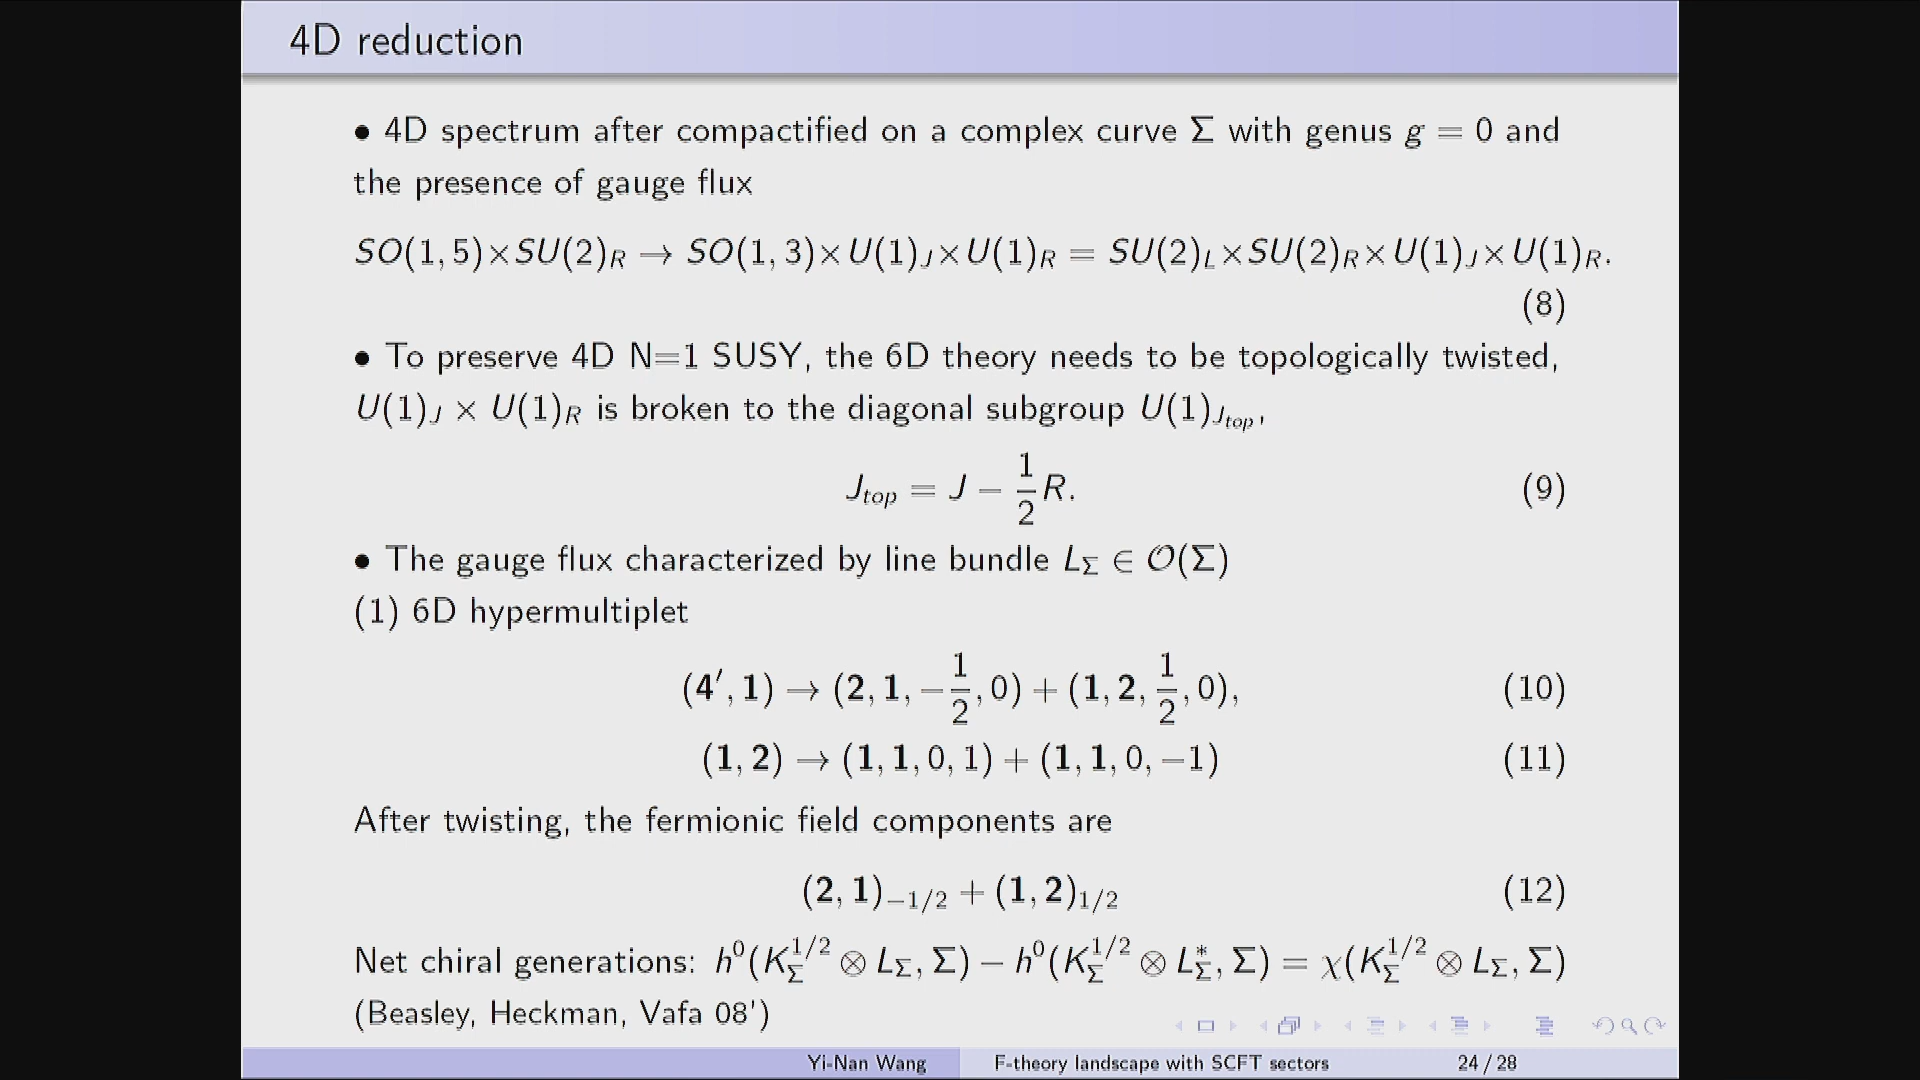 4D reduction
• 4D spectrum after compactified on a complex curve Σ with genus g = 0 and
the presence of gauge flux
SO(1, 5)×SU(2)_R → SO(1, 3)×U(1)_J×U(1)_R = SU(2)_L×SU(2)_R×U(1)_J×U(1)_R.
(8)
• To preserve 4D N=1 SUSY, the 6D theory needs to be topologically twisted,
U(1)_J × U(1)_R is broken to the diagonal subgroup U(1)_{J_{top}},
J_{top} = J − \frac{1}{2}R. (9)
• The gauge flux characterized by line bundle L_Σ ∈ 𝒪(Σ)
(1) 6D hypermultiplet
(4′, 1) → (2, 1, −\frac{1}{2}, 0) + (1, 2, \frac{1}{2}, 0), (10)
(1, 2) → (1, 1, 0, 1) + (1, 1, 0, −1) (11)
After twisting, the fermionic field components are
(2, 1)_{−1/2} + (1, 2)_{1/2} (12)
Net chiral generations: h^0(K_Σ^{1/2} ⊗ L_Σ, Σ) − h^0(K_Σ^{1/2} ⊗ L_Σ^*, Σ) = χ(K_Σ^{1/2} ⊗ L_Σ, Σ)
(Beasley, Heckman, Vafa 08')
Yi-Nan Wang F-theory landscape with SCFT sectors 24 / 28